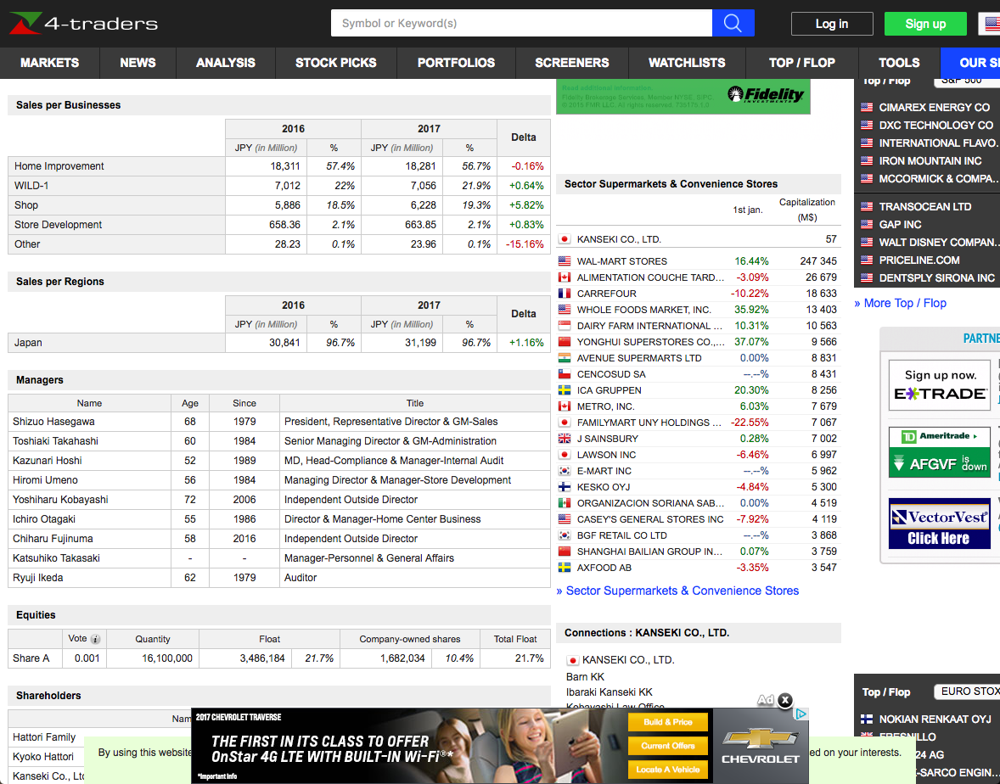 4-traders
Symbol or Keyword(s)
Log in
Sign up
MARKETS NEWS ANALYSIS STOCK PICKS PORTFOLIOS SCREENERS WATCHLISTS TOP / FLOP TOOLS OUR S
Sales per Businesses
2016 2017 Delta
JPY (in Million) % JPY (in Million) %
Home Improvement 18,311 57.4% 18,281 56.7% -0.16%
WILD-1 7,012 22% 7,056 21.9% +0.64%
Shop 5,886 18.5% 6,228 19.3% +5.82%
Store Development 658.36 2.1% 663.85 2.1% +0.83%
Other 28.23 0.1% 23.96 0.1% -15.16%
Sales per Regions
2016 2017 Delta
JPY (in Million) % JPY (in Million) %
Japan 30,841 96.7% 31,199 96.7% +1.16%
Managers
Name Age Since Title
Shizuo Hasegawa 68 1979 President, Representative Director & GM-Sales
Toshiaki Takahashi 60 1984 Senior Managing Director & GM-Administration
Kazunari Hoshi 52 1989 MD, Head-Compliance & Manager-Internal Audit
Hiromi Umeno 56 1984 Managing Director & Manager-Store Development
Yoshiharu Kobayashi 72 2006 Independent Outside Director
Ichiro Otagaki 55 1986 Director & Manager-Home Center Business
Chiharu Fujinuma 58 2016 Independent Outside Director
Katsuhiko Takasaki - - Manager-Personnel & General Affairs
Ryuji Ikeda 62 1979 Auditor
Equities
Vote i Quantity Float Company-owned shares Total Float
Share A 0.001 16,100,000 3,486,184 21.7% 1,682,034 10.4% 21.7%
Shareholders
Nam
Hattori Family
Kyoko Hattori
Kanseki Co., Ltd
Read additional information.
Fidelity Brokerage Services, Member NYSE, SIPC
Fidelity
INVESTMENTS
Sector Supermarkets & Convenience Stores
1st jan. Capitalization
(M$)
KANSEKI CO., LTD. 57
WAL-MART STORES 16.44% 247 345
ALIMENTATION COUCHE TARD... -3.09% 26 679
CARREFOUR -10.22% 18 633
WHOLE FOODS MARKET, INC. 35.92% 13 403
DAIRY FARM INTERNATIONAL ... 10.31% 10 563
YONGHUI SUPERSTORES CO.,... 37.07% 9 566
AVENUE SUPERMARTS LTD 0.00% 8 831
CENCOSUD SA --.--% 8 431
ICA GRUPPEN 20.30% 8 256
METRO, INC. 6.03% 7 679
FAMILYMART UNY HOLDINGS ... -22.55% 7 067
J SAINSBURY 0.28% 7 002
LAWSON INC -6.46% 6 997
E-MART INC --.--% 5 962
KESKO OYJ -4.84% 5 300
ORGANIZACION SORIANA SAB... 0.00% 4 519
CASEY'S GENERAL STORES INC -7.92% 4 119
BGF RETAIL CO LTD --.--% 3 868
SHANGHAI BAILIAN GROUP IN... 0.07% 3 759
AXFOOD AB -3.35% 3 547
» Sector Supermarkets & Convenience Stores
Connections : KANSEKI CO., LTD.
KANSEKI CO., LTD.
Barn KK
Ibaraki Kanseki KK
Kobayashi Law Office
Top / Flop S&P 500
CIMAREX ENERGY CO
DXC TECHNOLOGY CO
INTERNATIONAL FLAVO.
IRON MOUNTAIN INC
MCCORMICK & COMPA...
TRANSOCEAN LTD
GAP INC
WALT DISNEY COMPAN..
PRICELINE.COM
DENTSPLY SIRONA INC
» More Top / Flop
PARTNE
Sign up now.
E*TRADE
TD Ameritrade
AFGVF is down
VectorVest
Click Here
Top / Flop EURO STOX
NOKIAN RENKAAT OYJ
FRESNILLO
24 AG
-SARCO ENGIN...
Ad X
2017 CHEVROLET TRAVERSE
THE FIRST IN ITS CLASS TO OFFER
OnStar 4G LTE WITH BUILT-IN Wi-Fi®*
*Important Info
Build & Price
Current Offers
Locate A Vehicle
CHEVROLET
By using this website
ed on your interests.